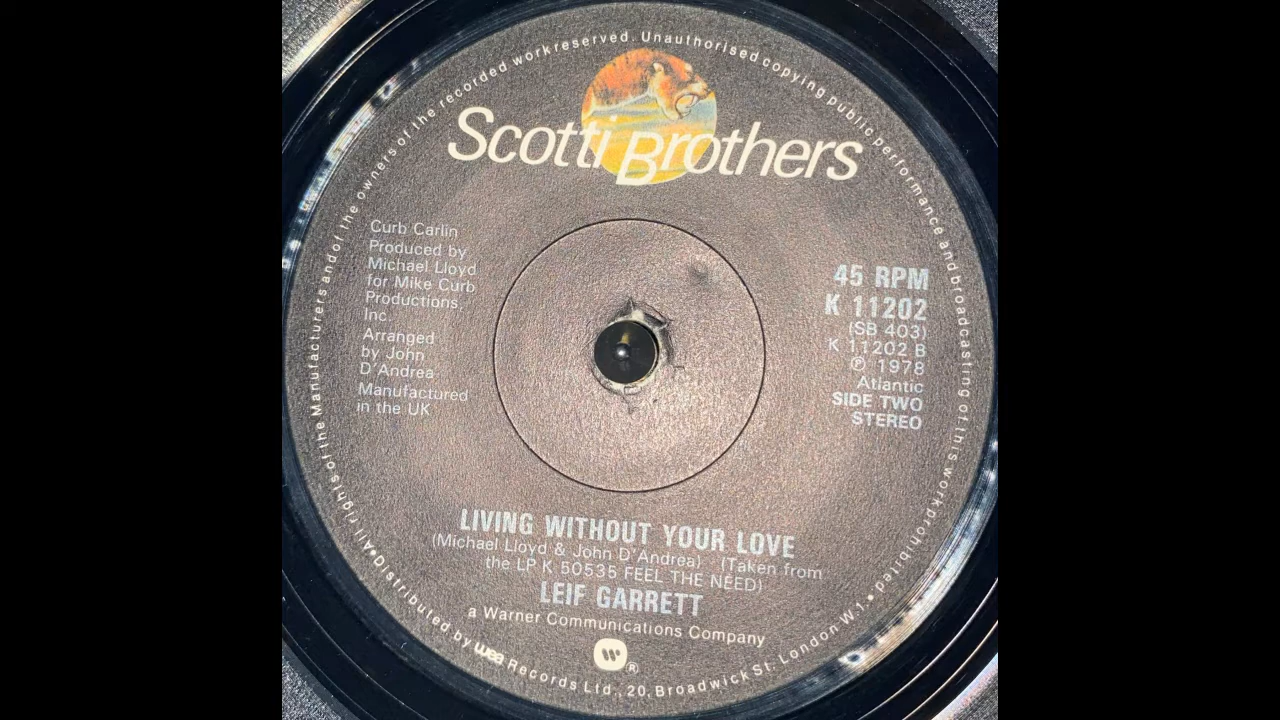 Scotti Brothers
Curb Carlin
Produced by
Michael Lloyd
for Mike Curb
Productions,
Inc.
Arranged
by John
D'Andrea
Manufactured
in the UK
45 RPM
K 11202
(SB 403)
K 11202 B
℗ 1978
Atlantic
SIDE TWO
STEREO
LIVING WITHOUT YOUR LOVE
(Michael Lloyd & John D'Andrea) (Taken from
the LP K 50535 FEEL THE NEED)
LEIF GARRETT
a Warner Communications Company
W ®
•All rights of the Manufacturers and of the owners of the recorded work reserved. Unauthorised copying public performance and broadcasting of this work prohibited.
•Distributed by wea Records Ltd., 20, Broadwick St. London W.1.